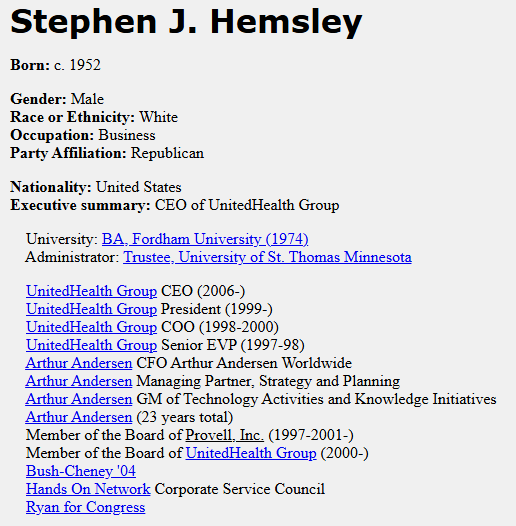 Stephen J. Hemsley
Born: c. 1952
Gender: Male
Race or Ethnicity: White
Occupation: Business
Party Affiliation: Republican
Nationality: United States
Executive summary: CEO of UnitedHealth Group
University: BA, Fordham University (1974)
Administrator: Trustee, University of St. Thomas Minnesota
UnitedHealth Group CEO (2006-)
UnitedHealth Group President (1999-)
UnitedHealth Group COO (1998-2000)
UnitedHealth Group Senior EVP (1997-98)
Arthur Andersen CFO Arthur Andersen Worldwide
Arthur Andersen Managing Partner, Strategy and Planning
Arthur Andersen GM of Technology Activities and Knowledge Initiatives
Arthur Andersen (23 years total)
Member of the Board of Provell, Inc. (1997-2001-)
Member of the Board of UnitedHealth Group (2000-)
Bush-Cheney '04
Hands On Network Corporate Service Council
Ryan for Congress